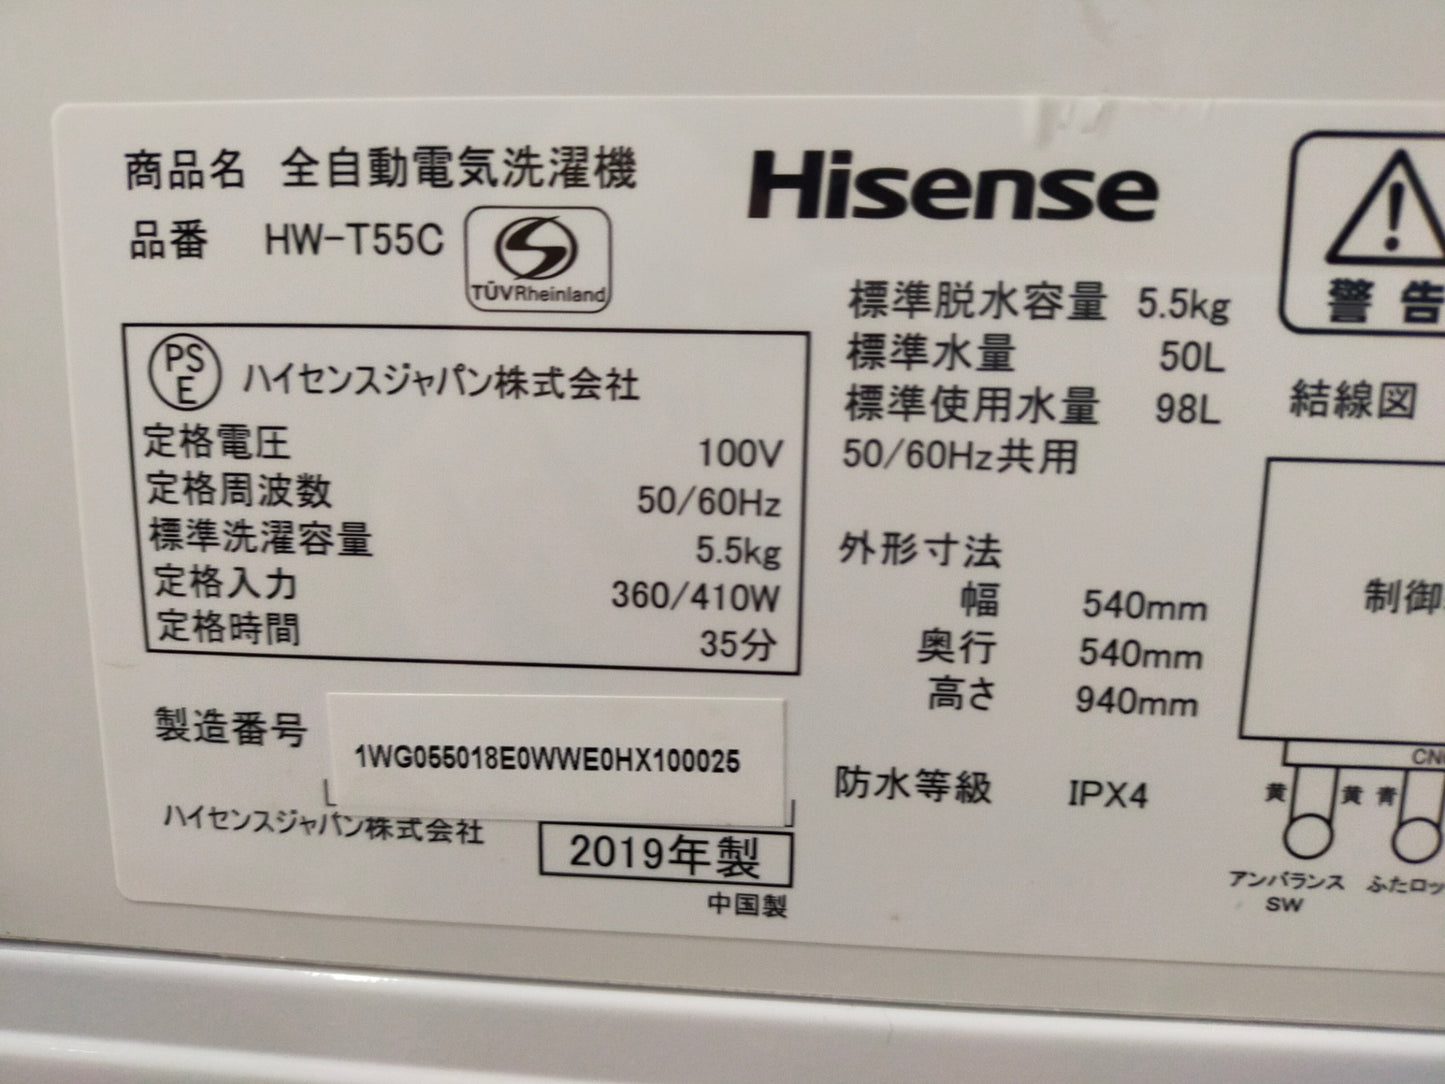 商品名 全自動電気洗濯機
品番 HW-T55C
TÜVRheinland
Hisense
PS
E
ハイセンスジャパン株式会社
定格電圧 100V
定格周波数 50/60Hz
標準洗濯容量 5.5kg
定格入力 360/410W
定格時間 35分
製造番号 1WG055018E0WWE0HX100025
ハイセンスジャパン株式会社
2019年製
中国製
標準脱水容量 5.5kg
標準水量 50L
標準使用水量 98L
50/60Hz共用
外形寸法
幅 540mm
奥行 540mm
高さ 940mm
防水等級 IPX4
警告
結線図
制御
黄 黄 青
アンバランス
SW